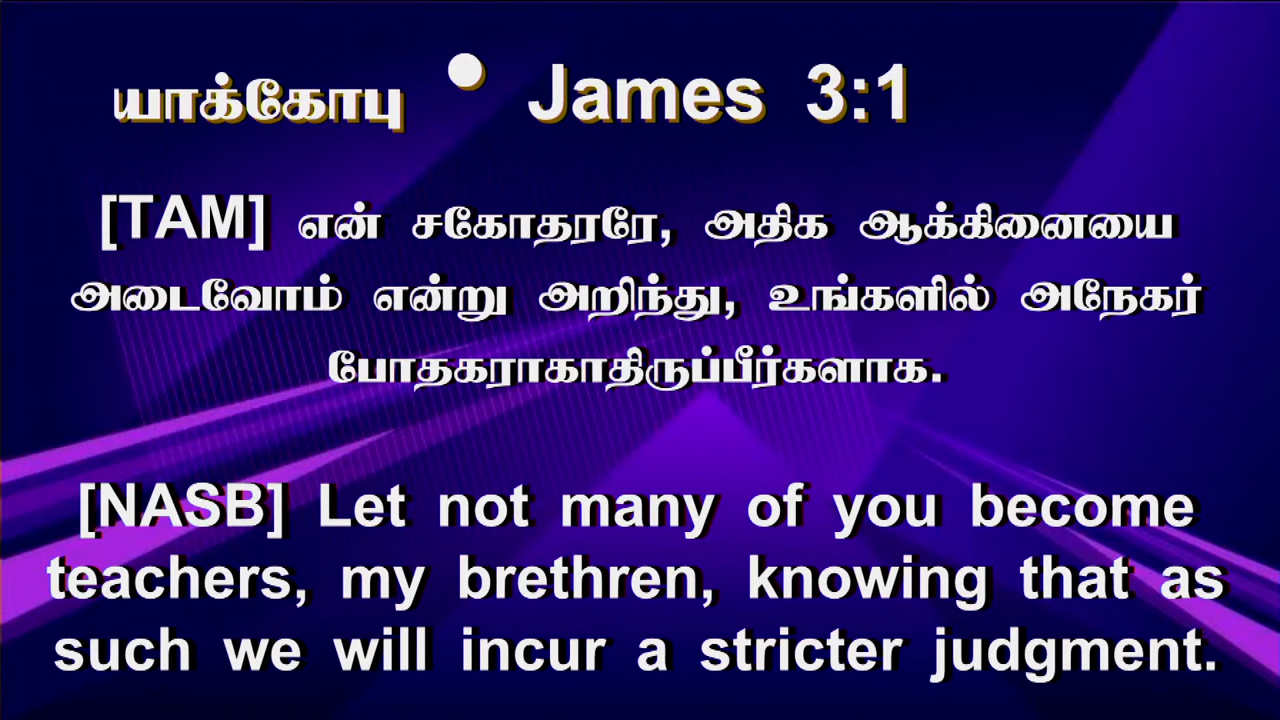 யாக்கோபு • James 3:1
[TAM] என் சகோதரரே, அதிக ஆக்கினையை
அடைவோம் என்று அறிந்து, உங்களில் அநேகர்
போதகராகாதிருப்பீர்களாக.
[NASB] Let not many of you become
teachers, my brethren, knowing that as
such we will incur a stricter judgment.